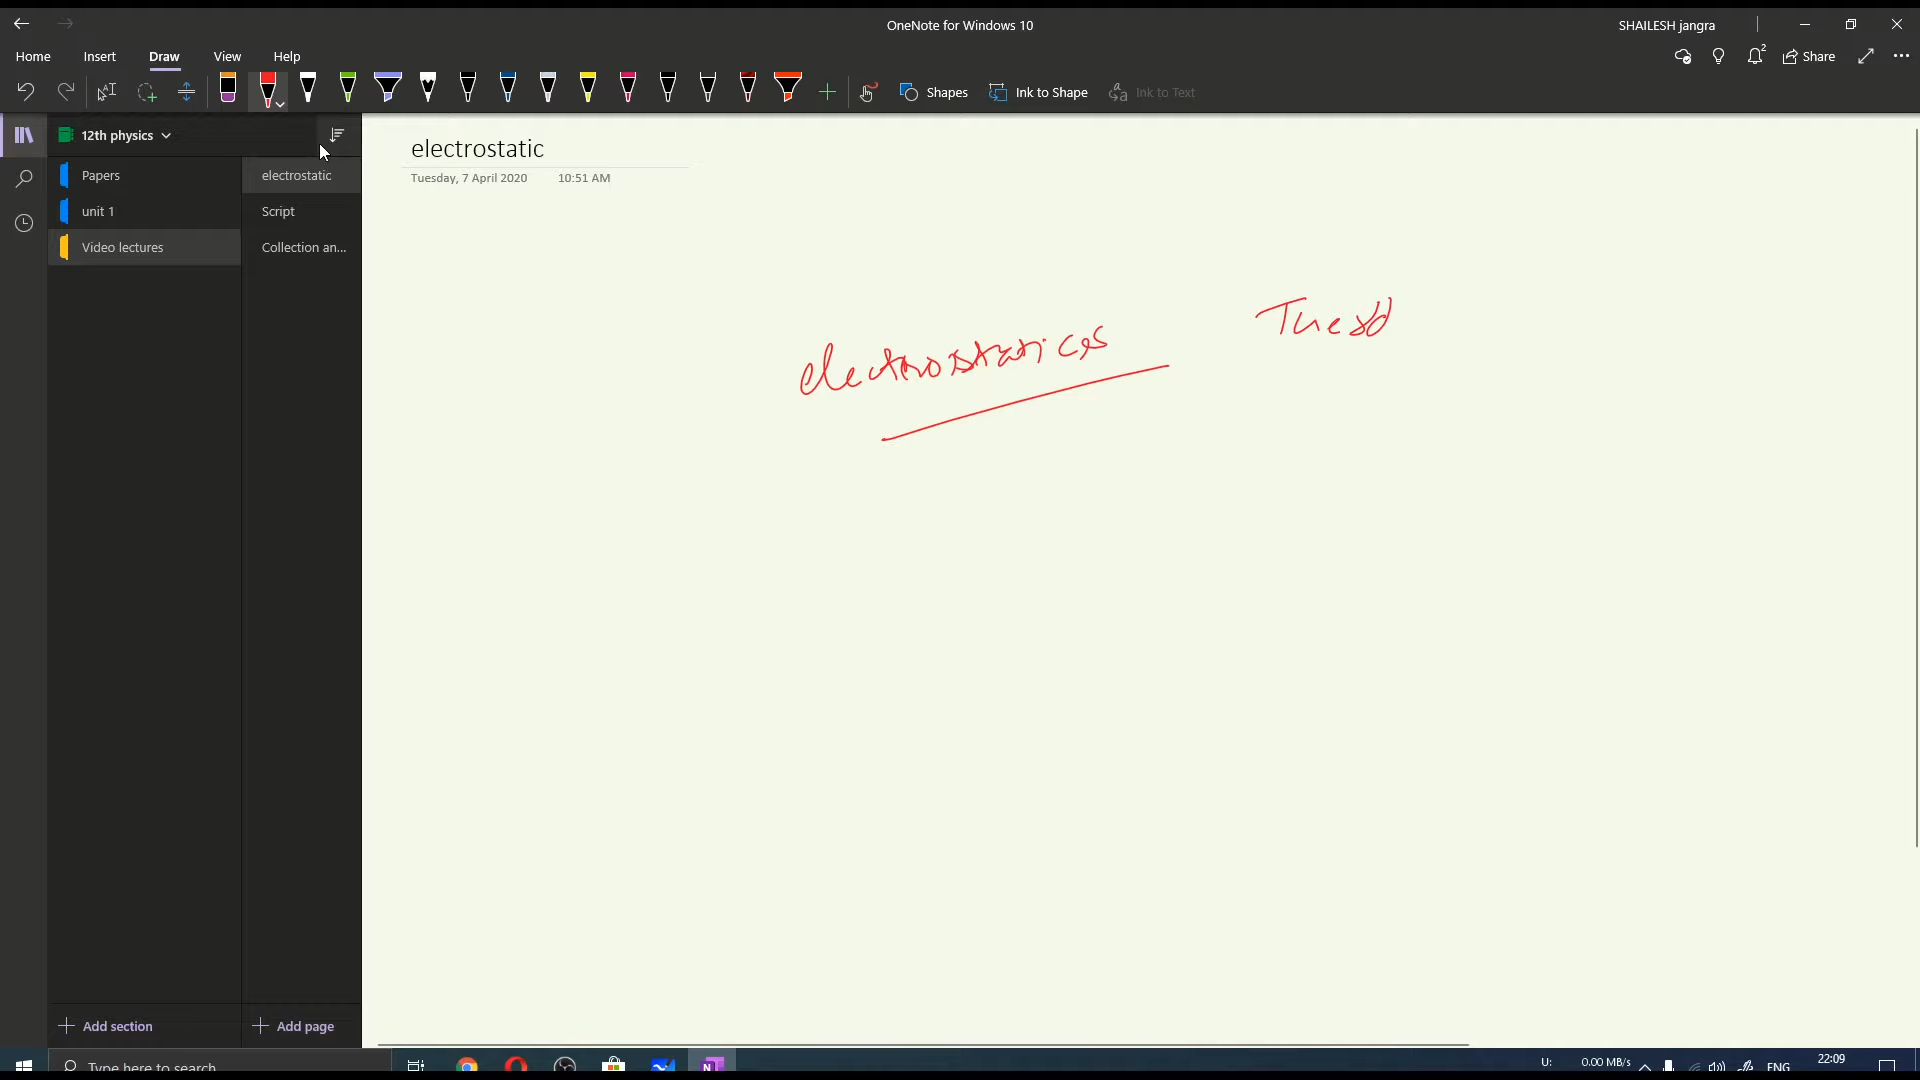 OneNote for Windows 10
SHAILESH jangra
Home Insert Draw View Help
2 Share
Shapes Ink to Shape Ink to Text
12th physics
Papers
unit 1
Video lectures
electrostatic
Script
Collection an...
electrostatic
Tuesday, 7 April 2020 10:51 AM
electrostatices
Add section
Add page
Type here to search
U: 0.00 MB/s ENG 22:09